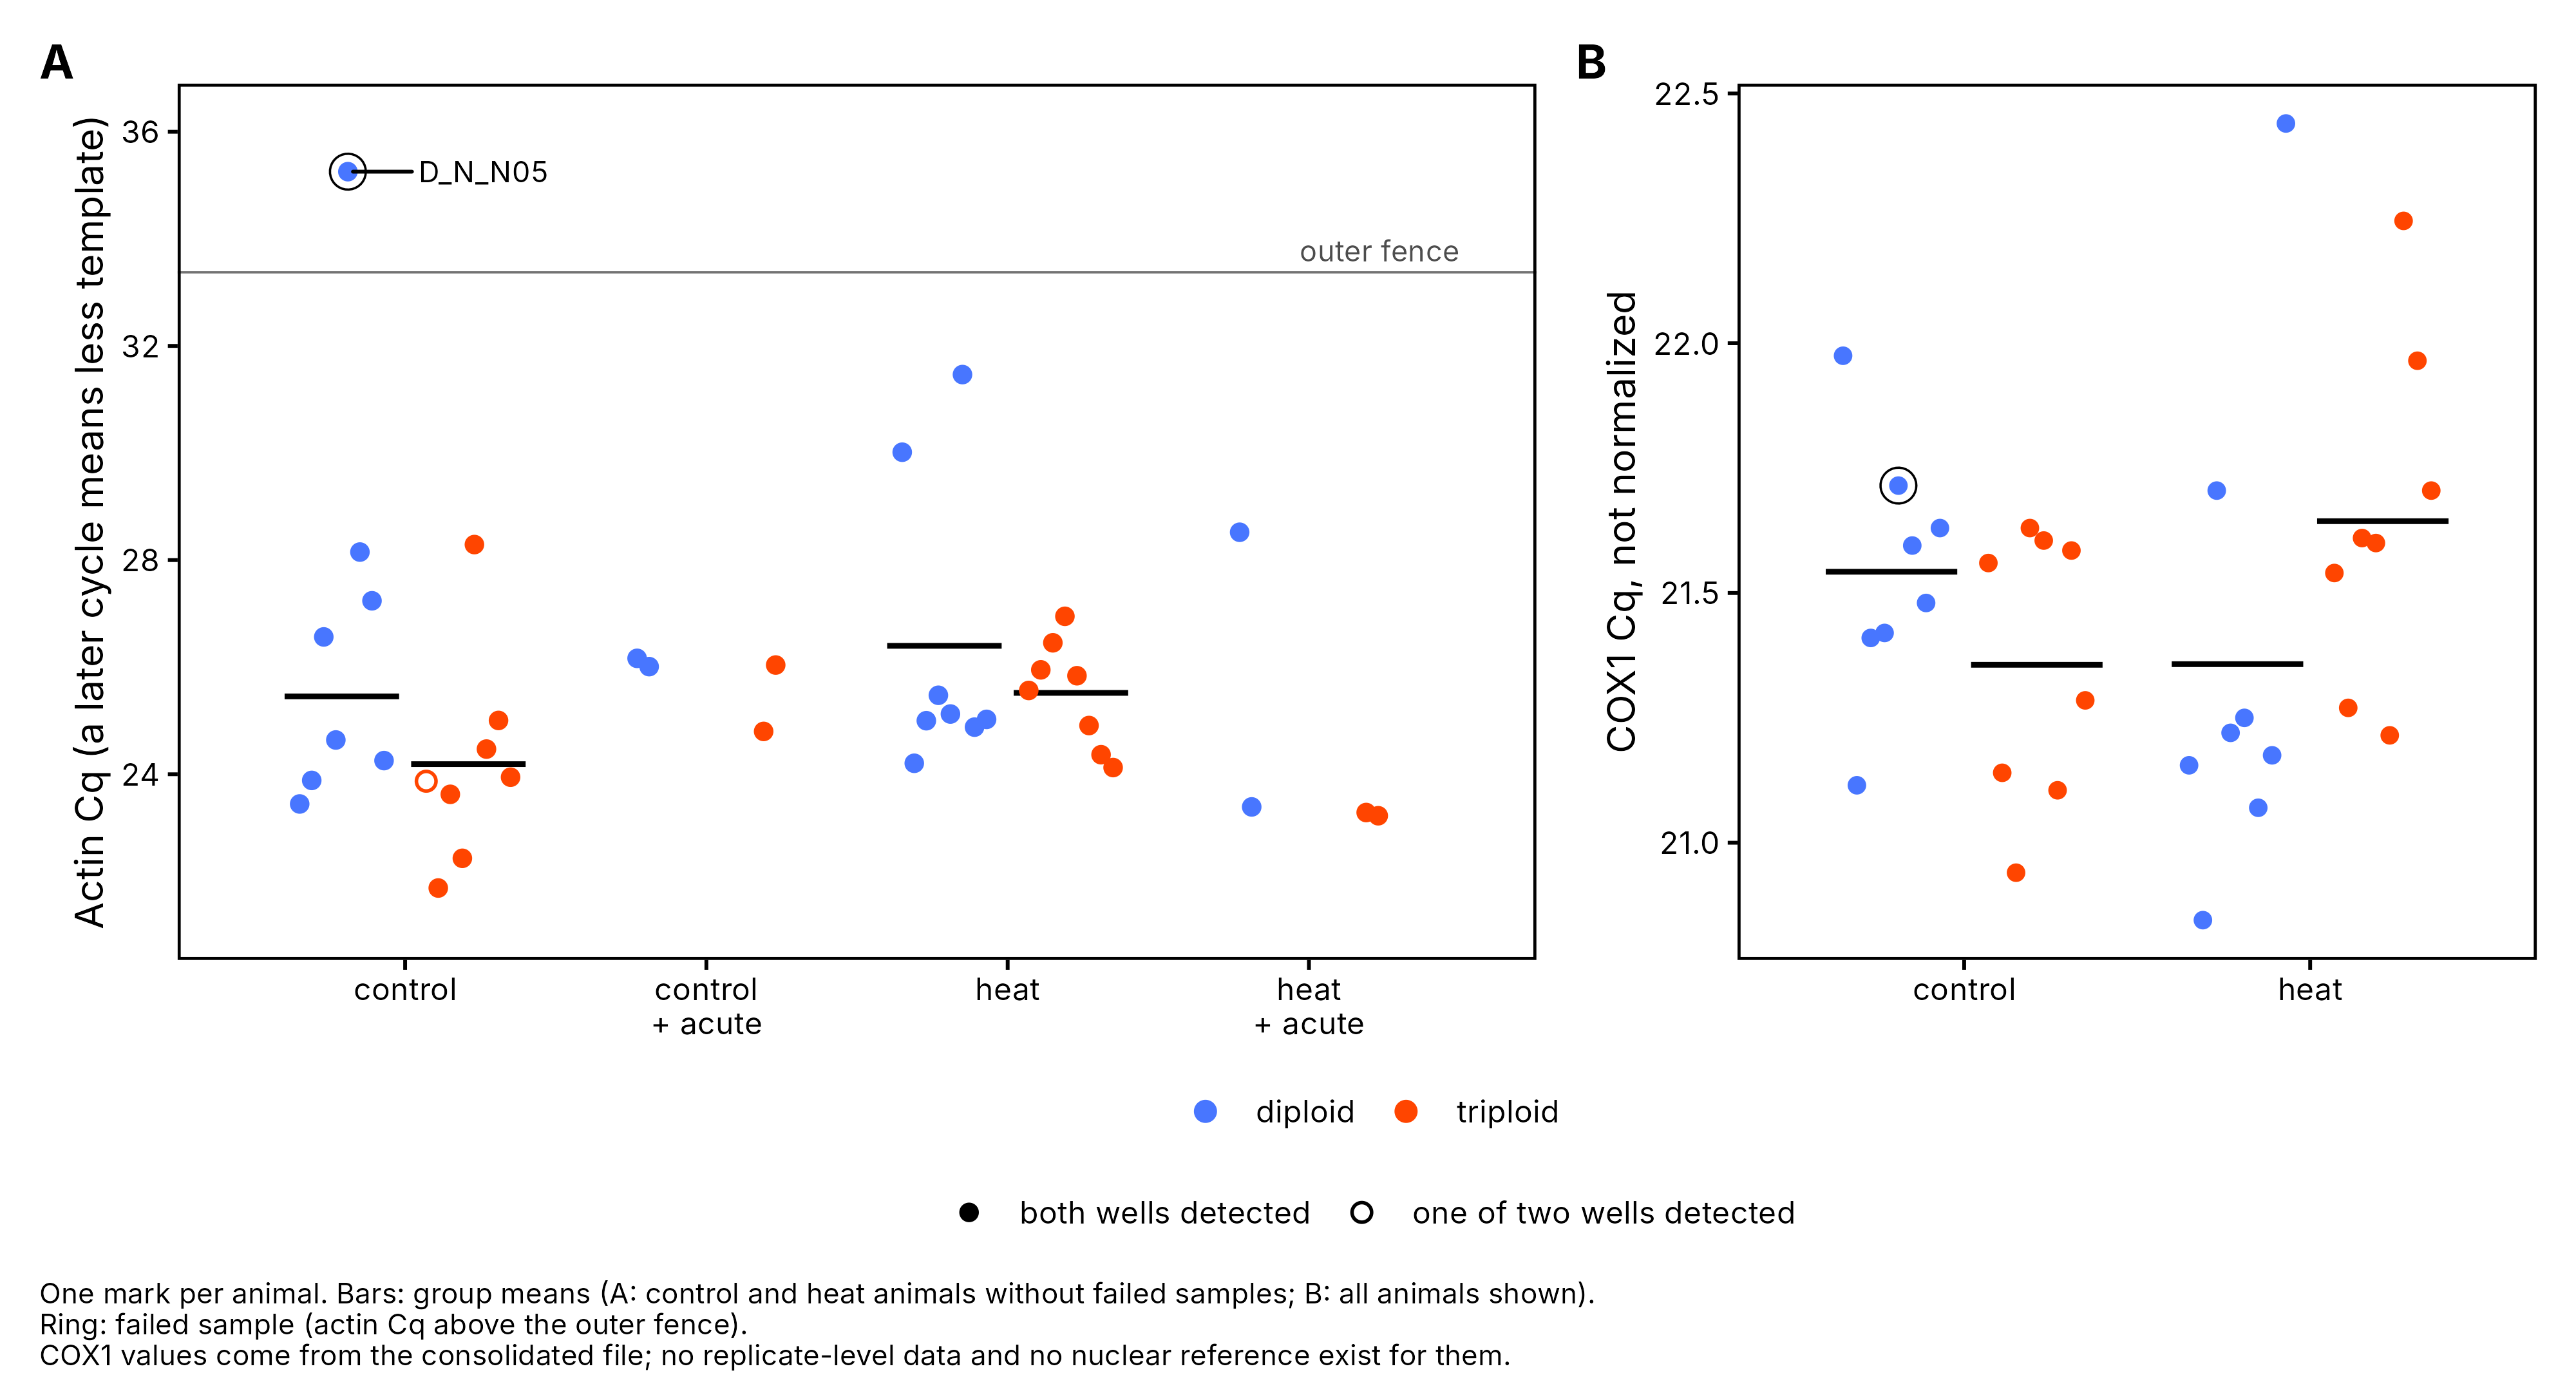 A
Actin Cq (a later cycle means less template)
36
32
28
24
D_N_N05
outer fence
control
control
+ acute
heat
heat
+ acute
B
COX1 Cq, not normalized
22.5
22.0
21.5
21.0
control
heat
diploid
triploid
both wells detected
one of two wells detected
One mark per animal. Bars: group means (A: control and heat animals without failed samples; B: all animals shown).
Ring: failed sample (actin Cq above the outer fence).
COX1 values come from the consolidated file; no replicate-level data and no nuclear reference exist for them.